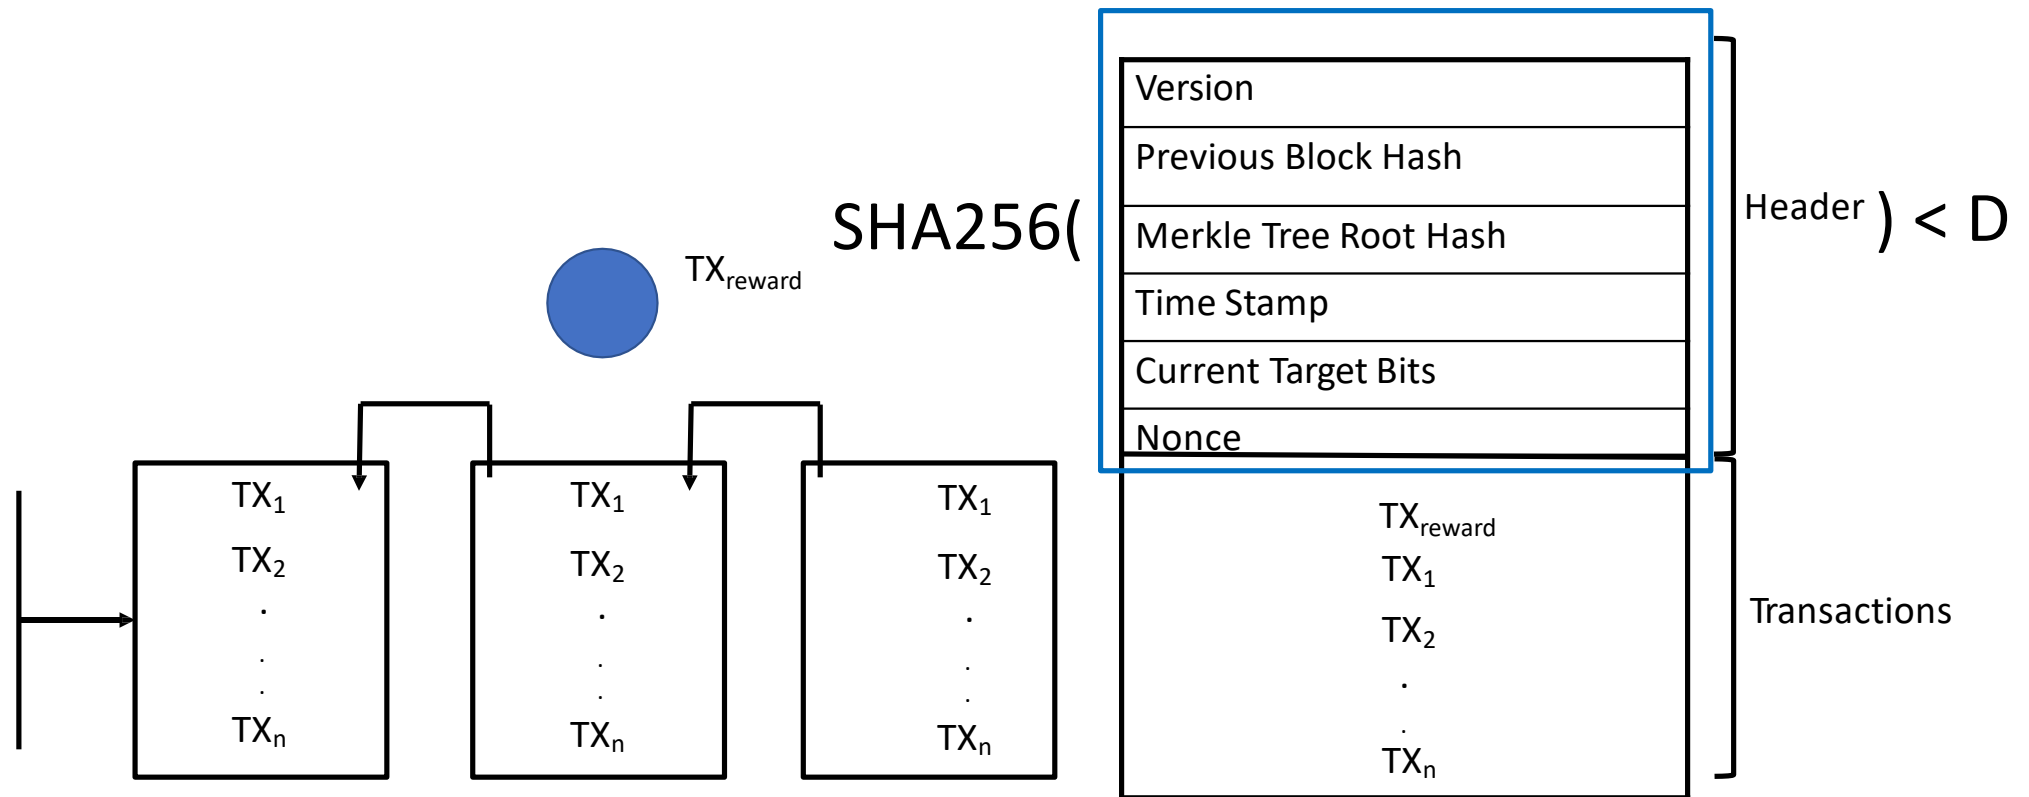 Version
Previous Block Hash
SHA256(
Merkle Tree Root Hash
Header ) < D
Time Stamp
Current Target Bits
Nonce
TXreward
TX1
TX2
.
.
.
TXn
TX1
TX2
.
.
.
TXn
TX1
TX2
.
.
.
TXn
TXreward
TX1
TX2
.
.
TXn
Transactions